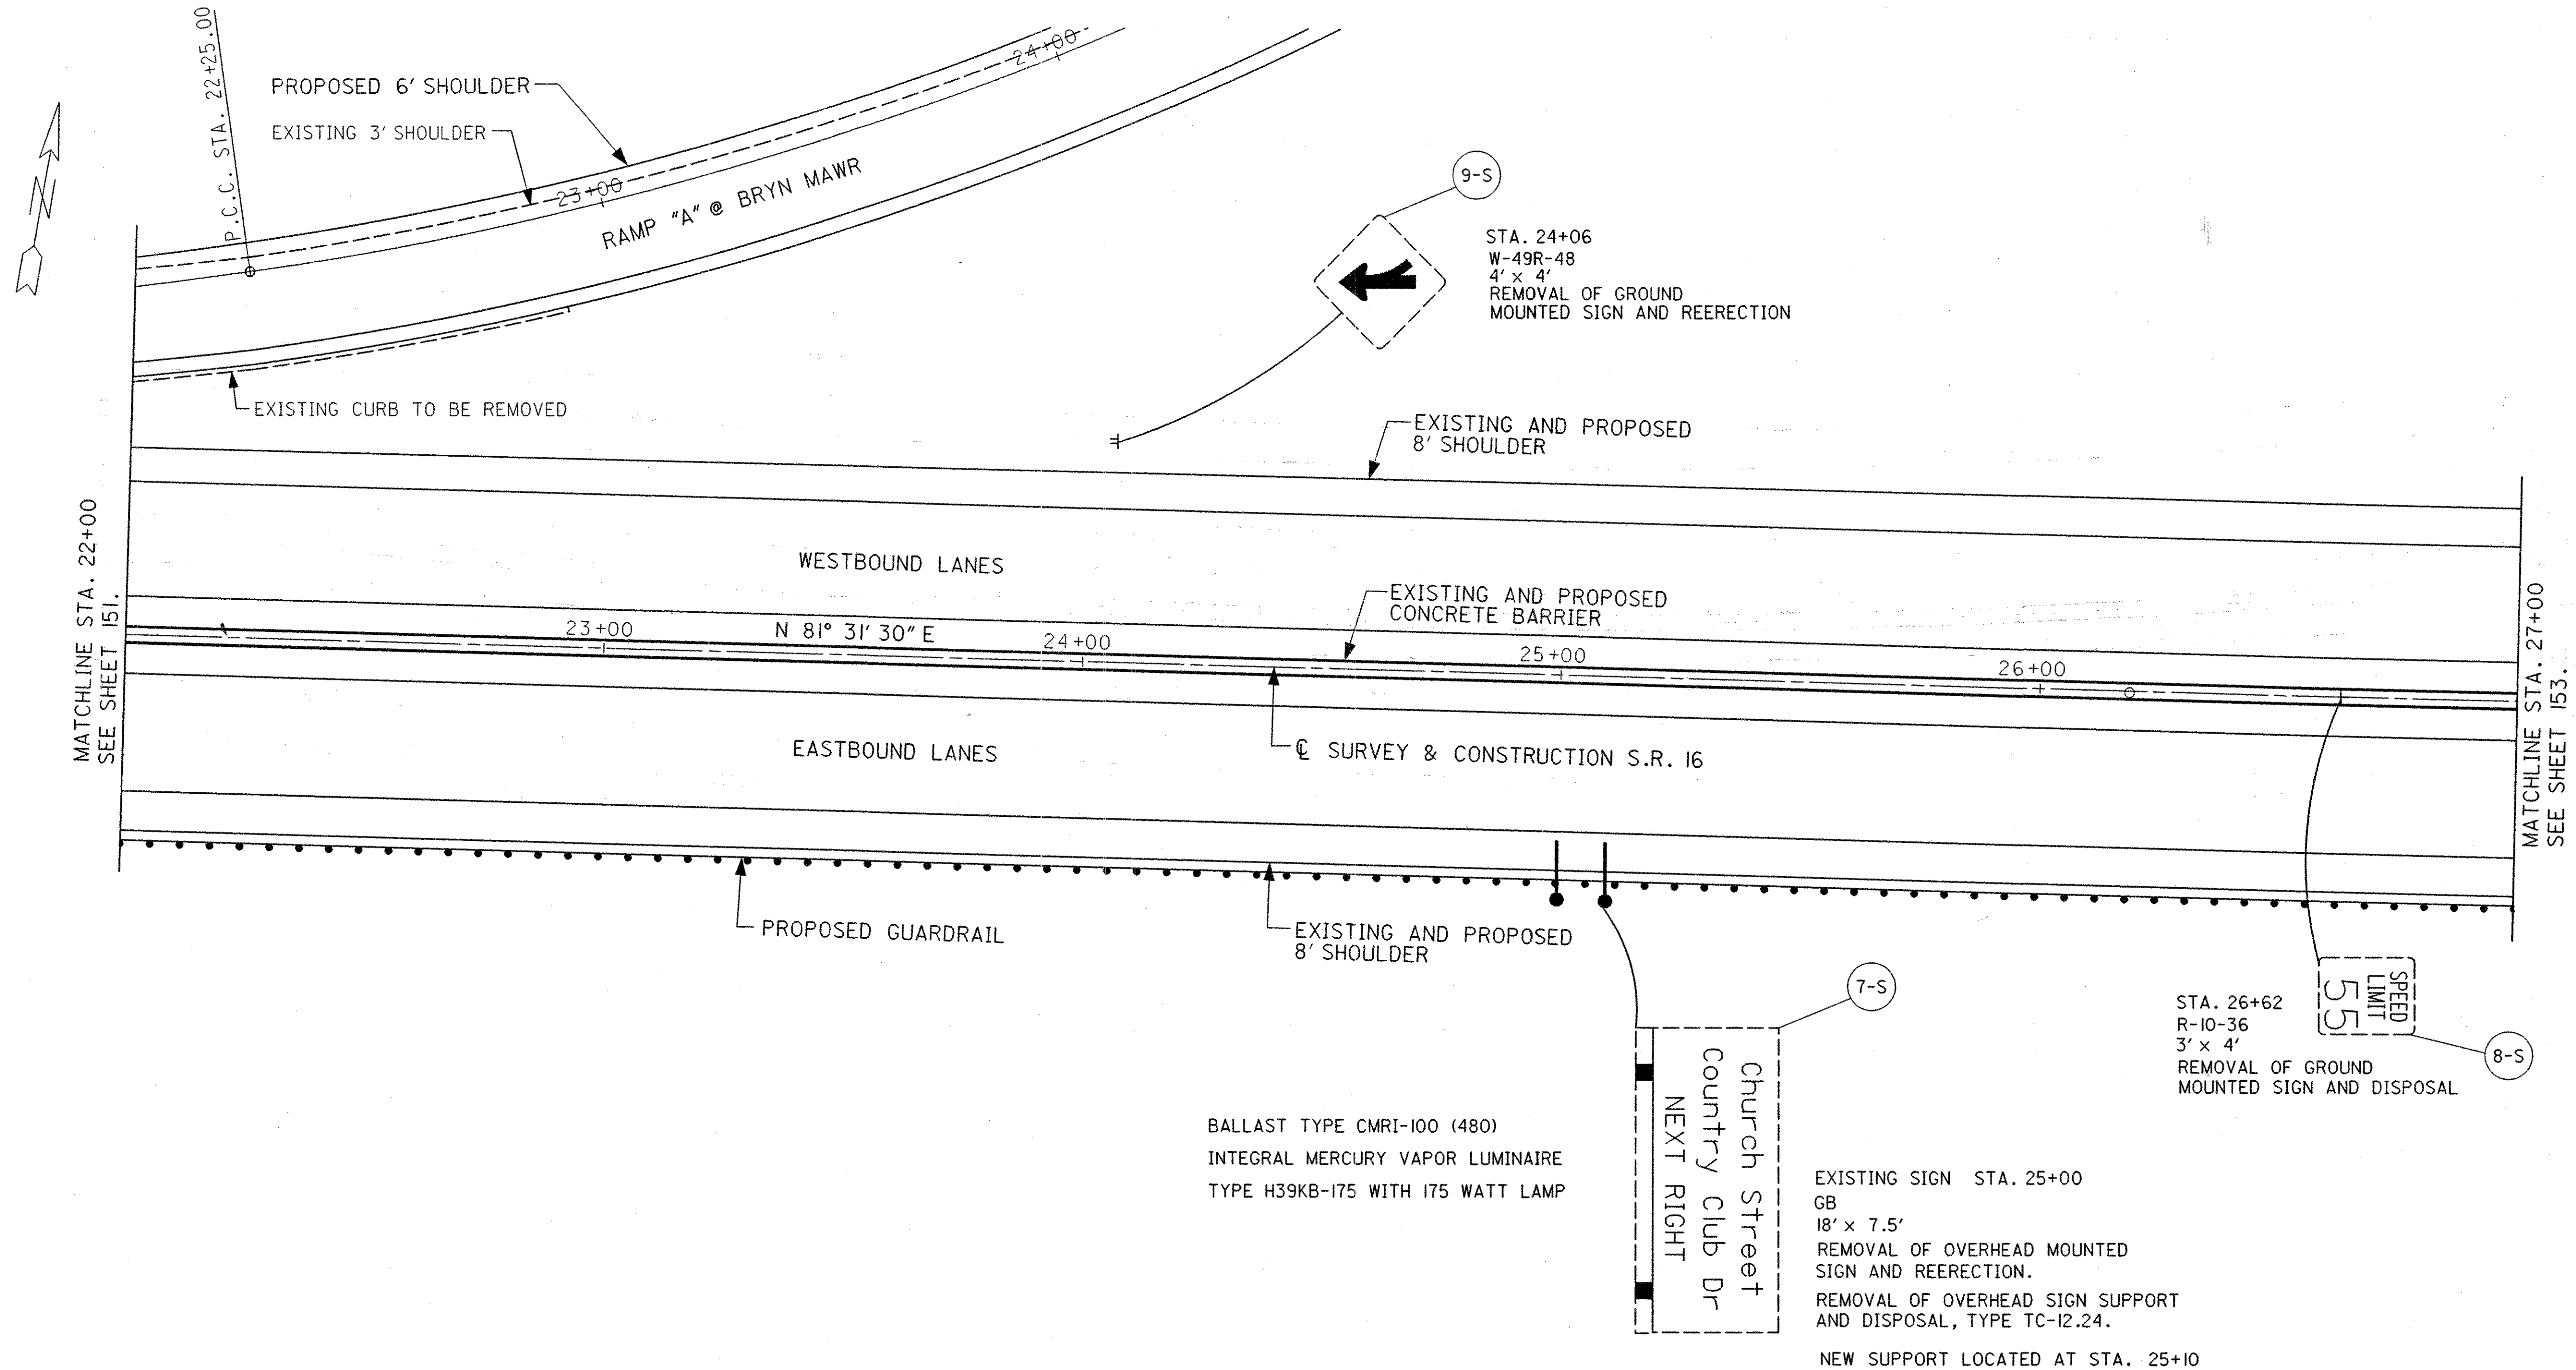 P.C.C. STA. 22+25.00
PROPOSED 6' SHOULDER
EXISTING 3' SHOULDER
23+00
24+00
RAMP "A" @ BRYN MAWR
N
EXISTING CURB TO BE REMOVED
9-S
STA. 24+06
W-49R-48
4' x 4'
REMOVAL OF GROUND
MOUNTED SIGN AND REERECTION
EXISTING AND PROPOSED
8' SHOULDER
MATCHLINE STA. 22+00
SEE SHEET 151.
WESTBOUND LANES
EXISTING AND PROPOSED
CONCRETE BARRIER
23+00
N 81° 31' 30" E
24+00
25+00
26+00
MATCHLINE STA. 27+00
SEE SHEET 153.
EASTBOUND LANES
℄ SURVEY & CONSTRUCTION S.R. 16
PROPOSED GUARDRAIL
EXISTING AND PROPOSED
8' SHOULDER
7-S
Church Street
Country Club Dr
NEXT RIGHT
SPEED
LIMIT
55
8-S
STA. 26+62
R-10-36
3' x 4'
REMOVAL OF GROUND
MOUNTED SIGN AND DISPOSAL
BALLAST TYPE CMRI-100 (480)
INTEGRAL MERCURY VAPOR LUMINAIRE
TYPE H39KB-175 WITH 175 WATT LAMP
EXISTING SIGN STA. 25+00
GB
18' x 7.5'
REMOVAL OF OVERHEAD MOUNTED
SIGN AND REERECTION.
REMOVAL OF OVERHEAD SIGN SUPPORT
AND DISPOSAL, TYPE TC-12.24.
NEW SUPPORT LOCATED AT STA. 25+10